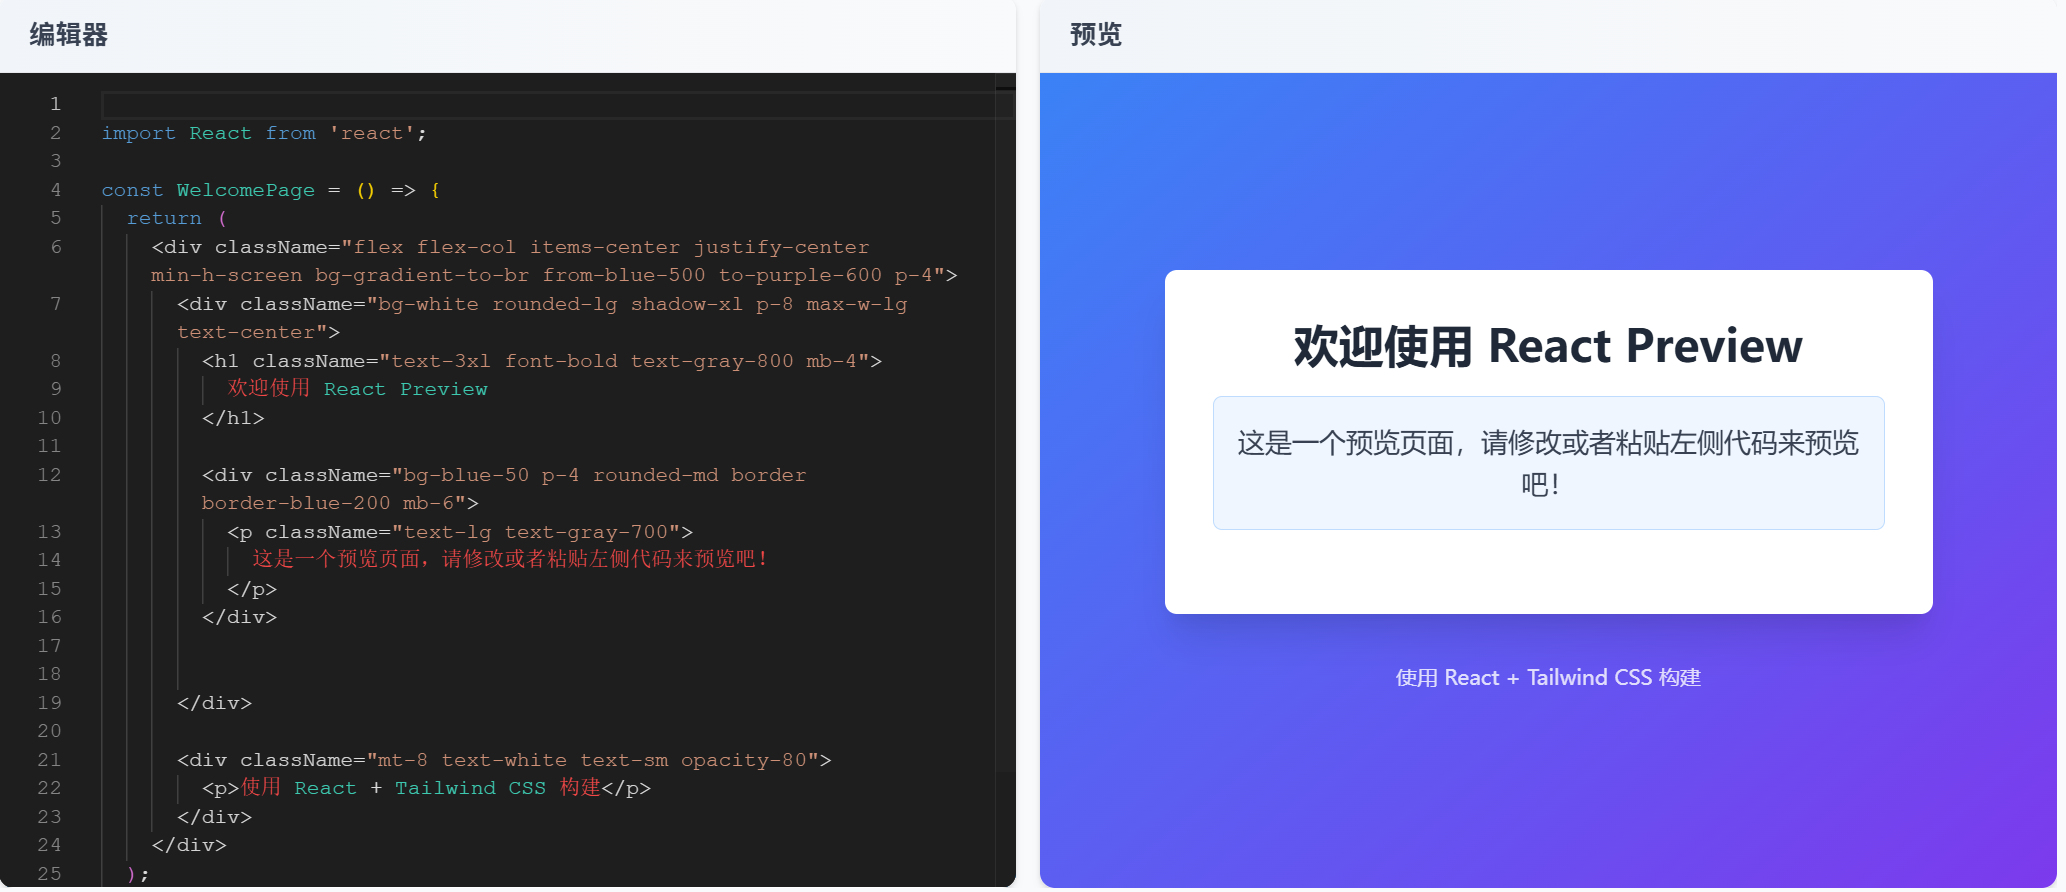 编辑器
1
2 import React from 'react';
3
4 const WelcomePage = () => {
5 return (
6 <div className="flex flex-col items-center justify-center
min-h-screen bg-gradient-to-br from-blue-500 to-purple-600 p-4">
7 <div className="bg-white rounded-lg shadow-xl p-8 max-w-lg
text-center">
8 <h1 className="text-3xl font-bold text-gray-800 mb-4">
9 欢迎使用 React Preview
10 </h1>
11
12 <div className="bg-blue-50 p-4 rounded-md border
border-blue-200 mb-6">
13 <p className="text-lg text-gray-700">
14 这是一个预览页面，请修改或者粘贴左侧代码来预览吧！
15 </p>
16 </div>
17
18
19 </div>
20
21 <div className="mt-8 text-white text-sm opacity-80">
22 <p>使用 React + Tailwind CSS 构建</p>
23 </div>
24 </div>
25 );
预览
欢迎使用 React Preview
这是一个预览页面，请修改或者粘贴左侧代码来预览
吧！
使用 React + Tailwind CSS 构建